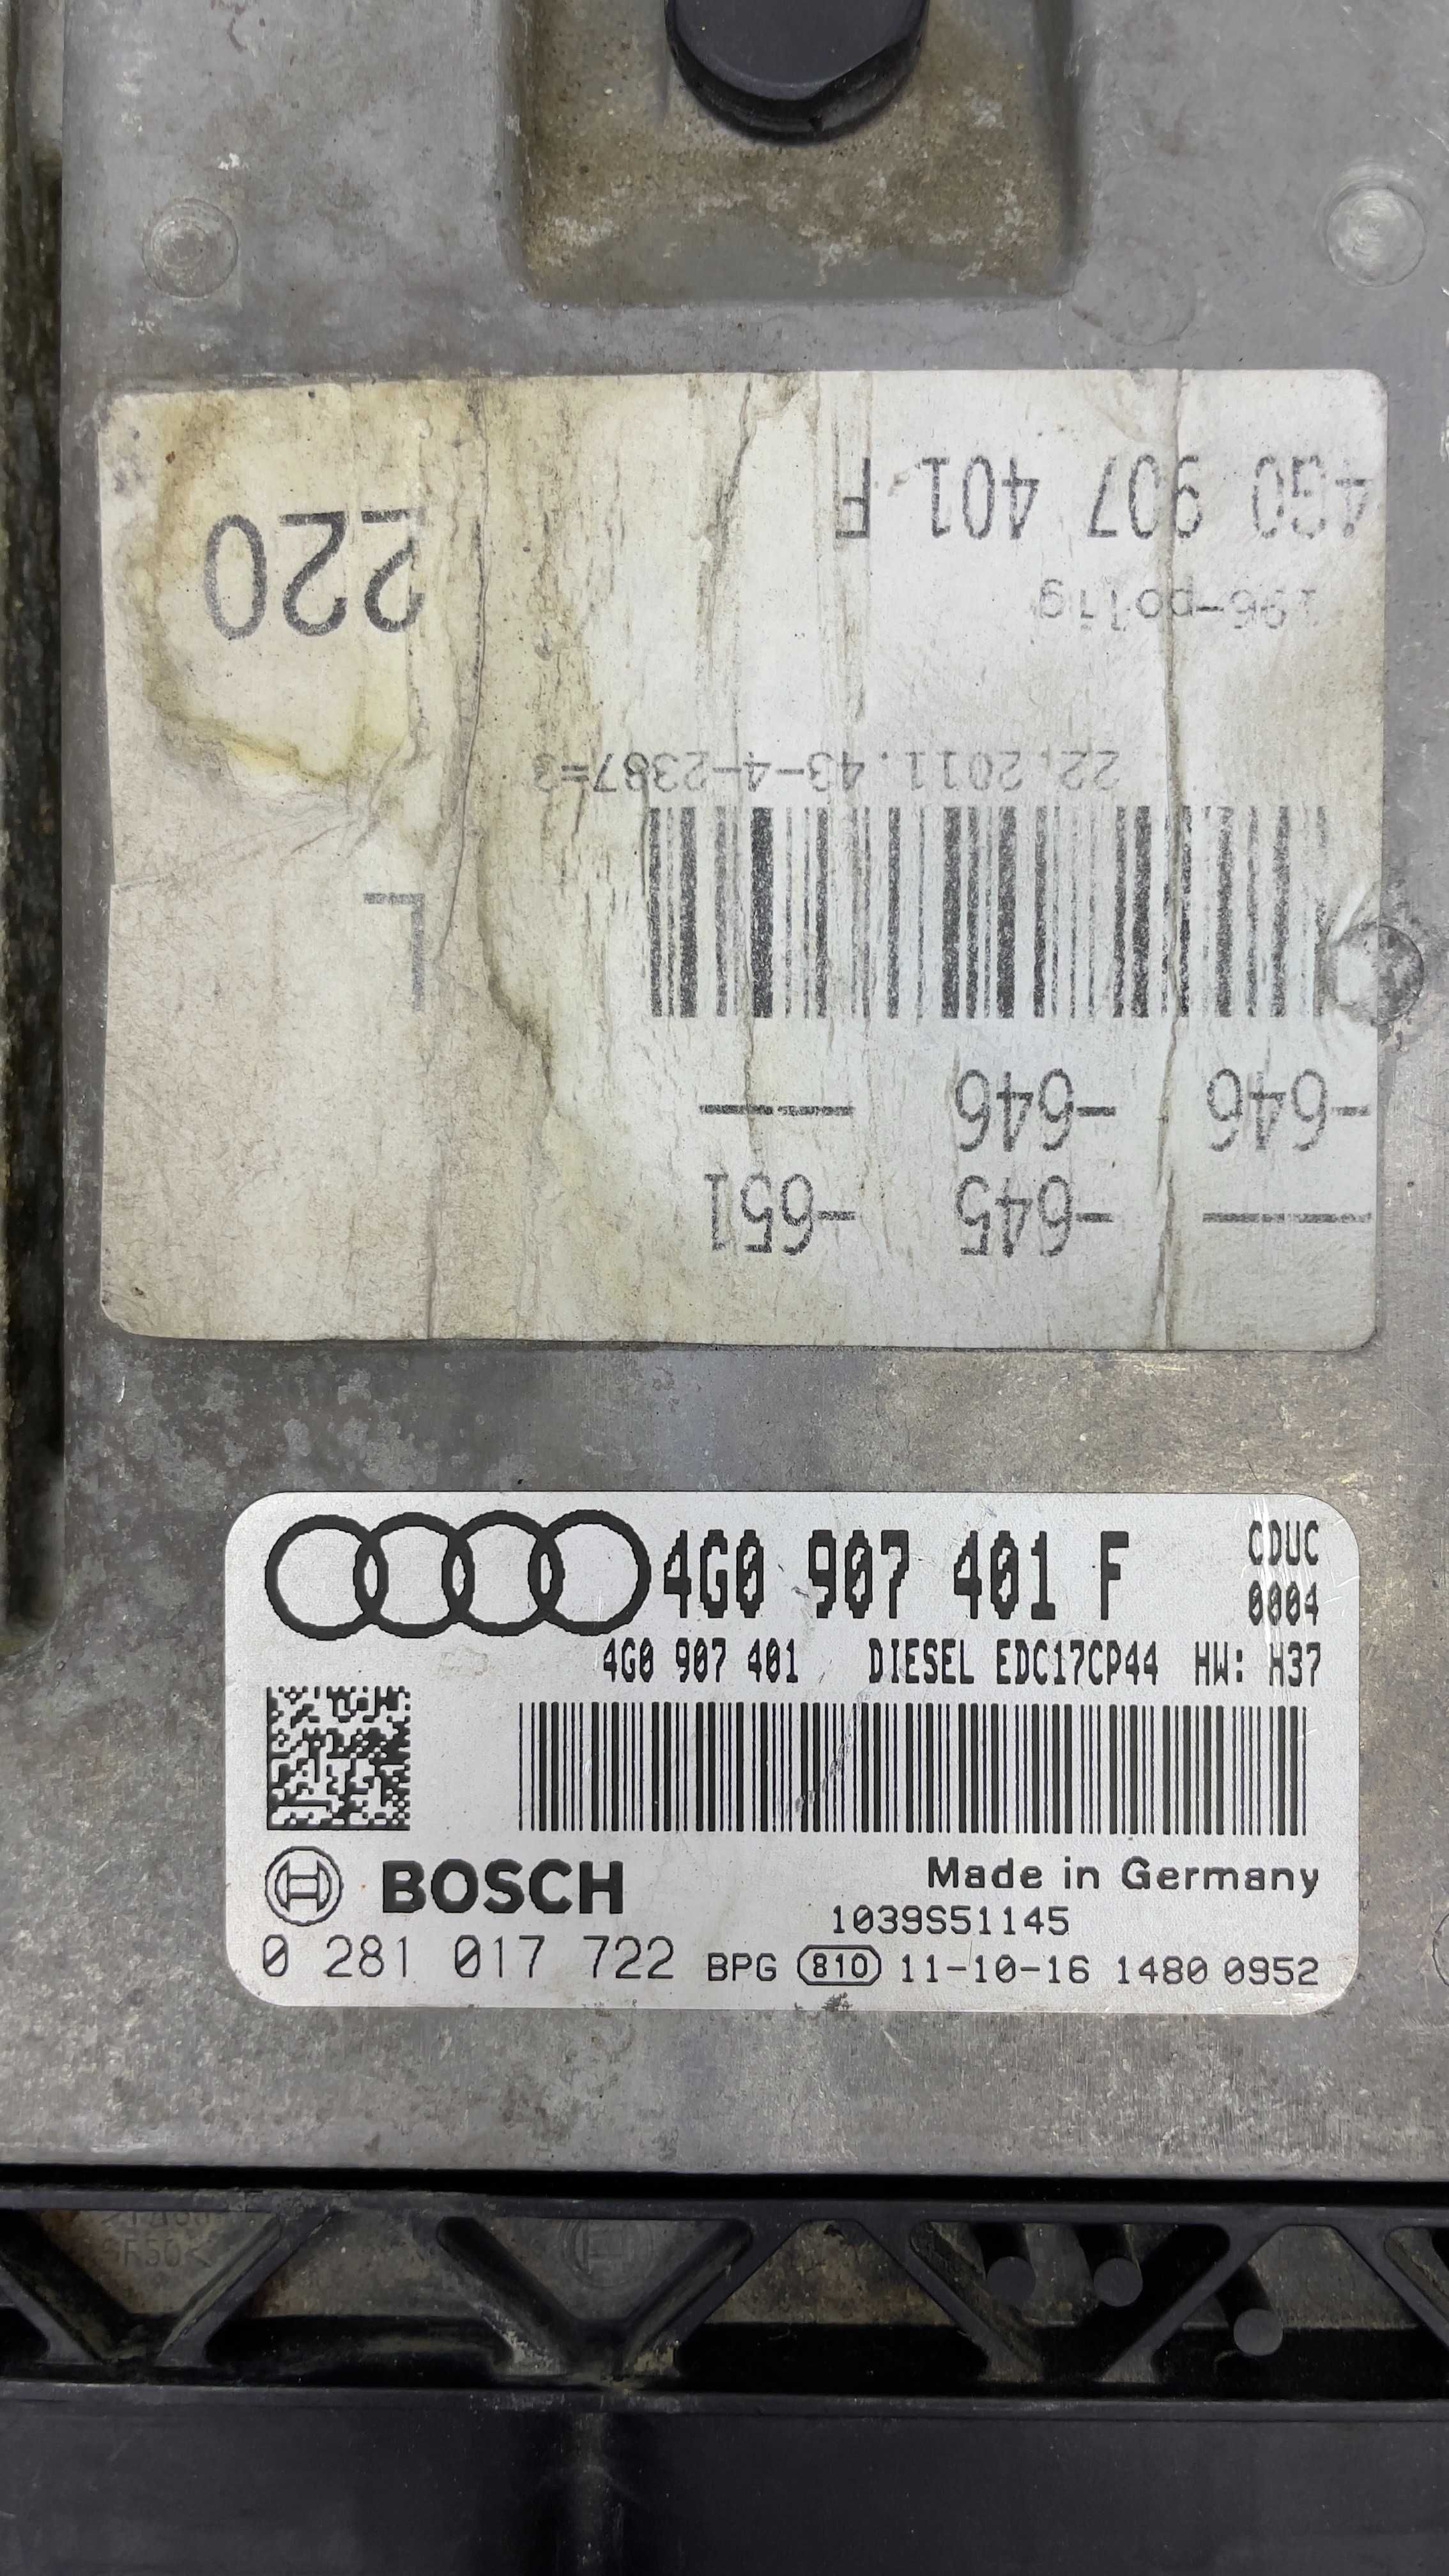 4G0 907 401 F
220
196-polig
22.2011.43-4-2387=3
L
-646 -646 ----
---- -645 -651
4G0 907 401 F CDUC
0004
4G0 907 401 DIESEL EDC17CP44 HW: H37
BOSCH Made in Germany
1039S51145
0 281 017 722 BPG 810 11-10-16 1480 0952